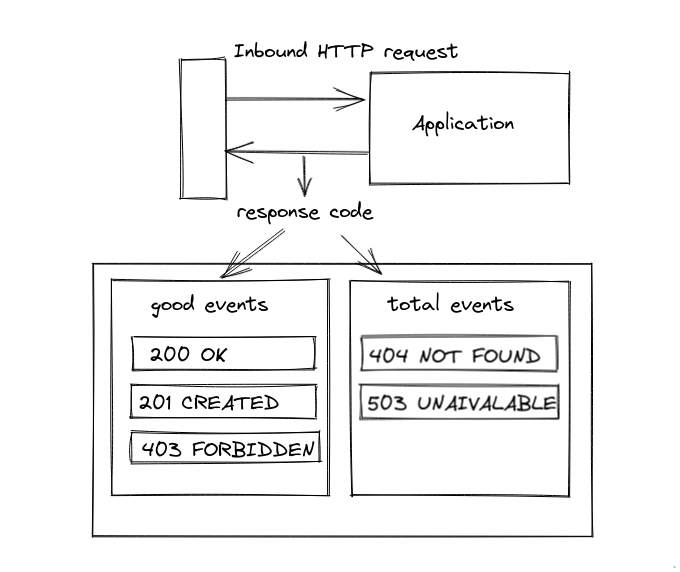 Inbound HTTP request
Application
response code
good events
200 OK
201 CREATED
403 FORBIDDEN
total events
404 NOT FOUND
503 UNAIVALABLE